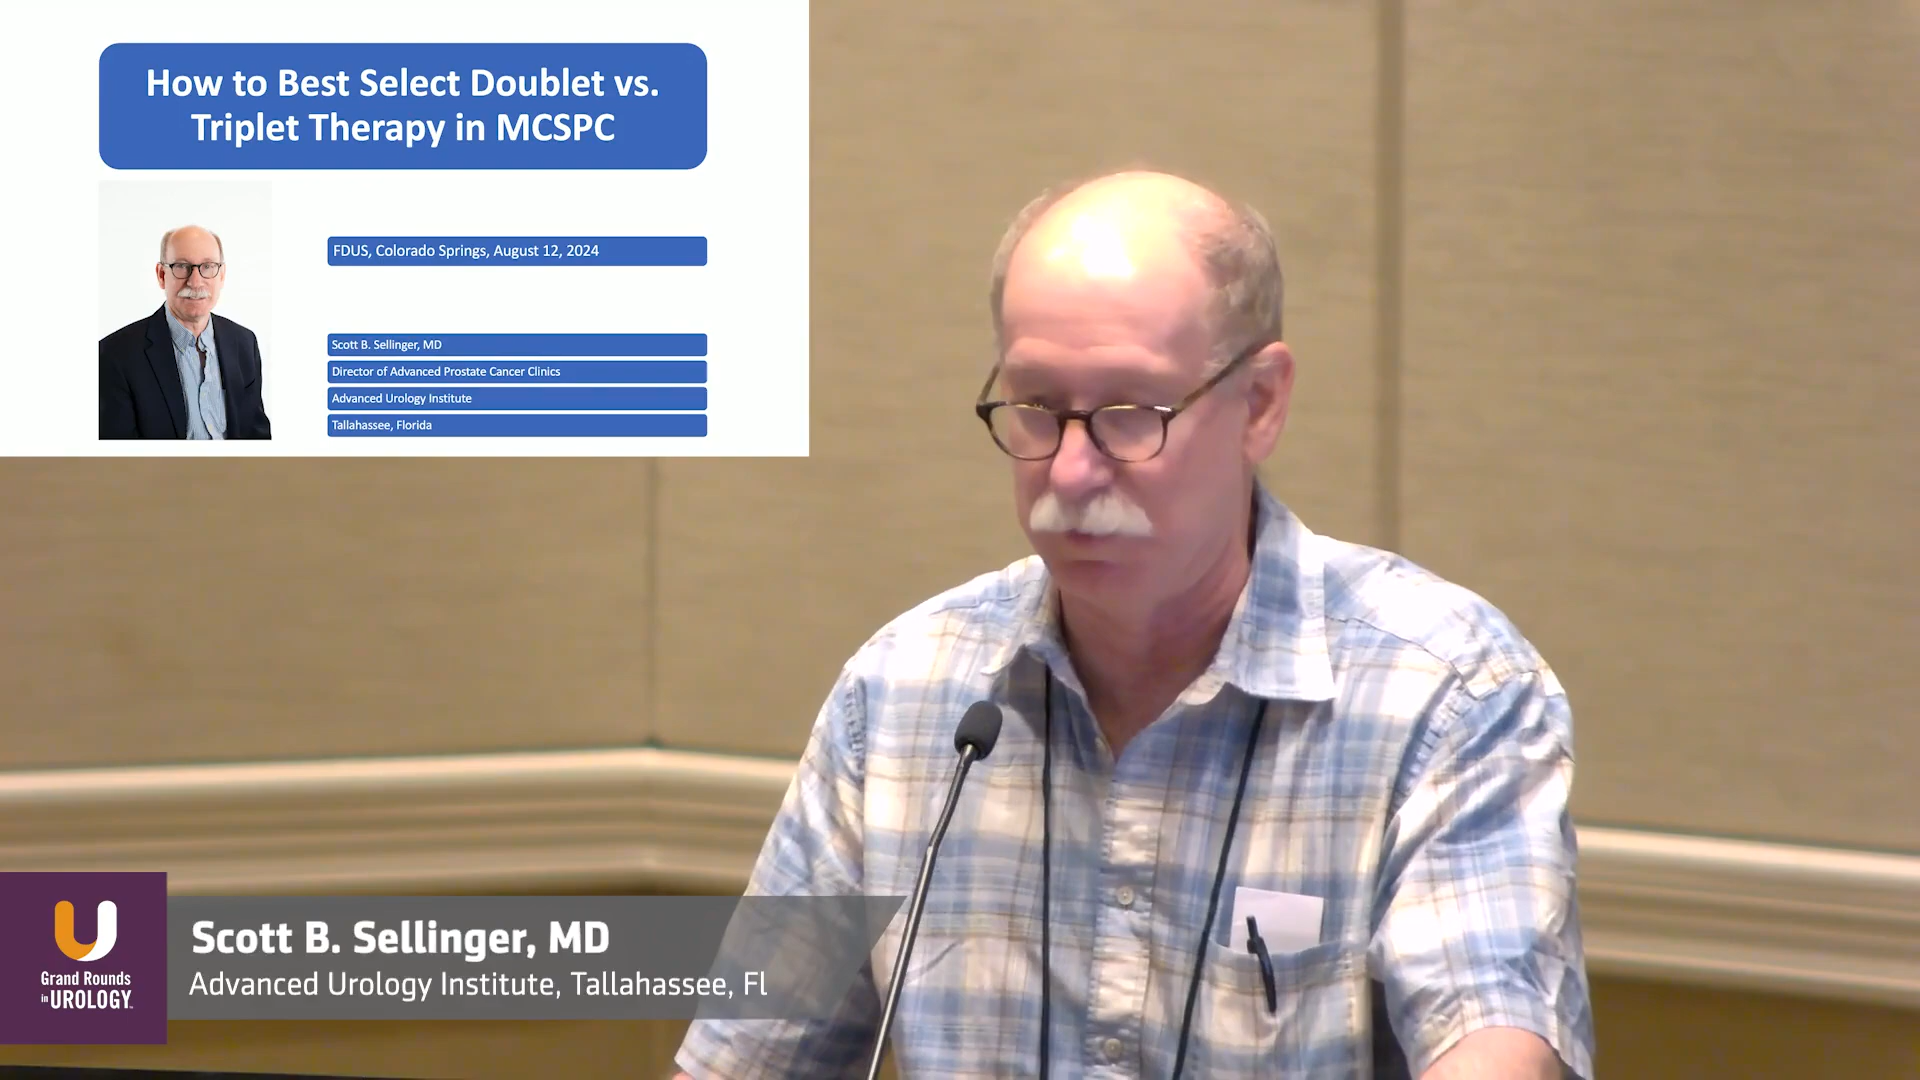 How to Best Select Doublet vs.
Triplet Therapy in MCSPC
FDUS, Colorado Springs, August 12, 2024
Scott B. Sellinger, MD
Director of Advanced Prostate Cancer Clinics
Advanced Urology Institute
Tallahassee, Florida
Scott B. Sellinger, MD
Advanced Urology Institute, Tallahassee, Fl
Grand Rounds
in UROLOGY